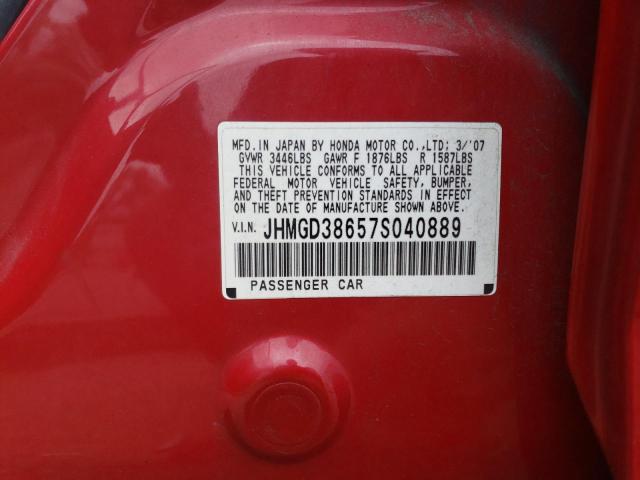 MFD. IN JAPAN BY HONDA MOTOR CO.,LTD; 3/'07
GVWR 3446LBS GAWR F 1876LBS R 1587LBS
THIS VEHICLE CONFORMS TO ALL APPLICABLE
FEDERAL MOTOR VEHICLE SAFETY, BUMPER,
AND THEFT PREVENTION STANDARDS IN EFFECT
ON THE DATE OF MANUFACTURE SHOWN ABOVE.
V.I.N. JHMGD38657S040889
PASSENGER CAR